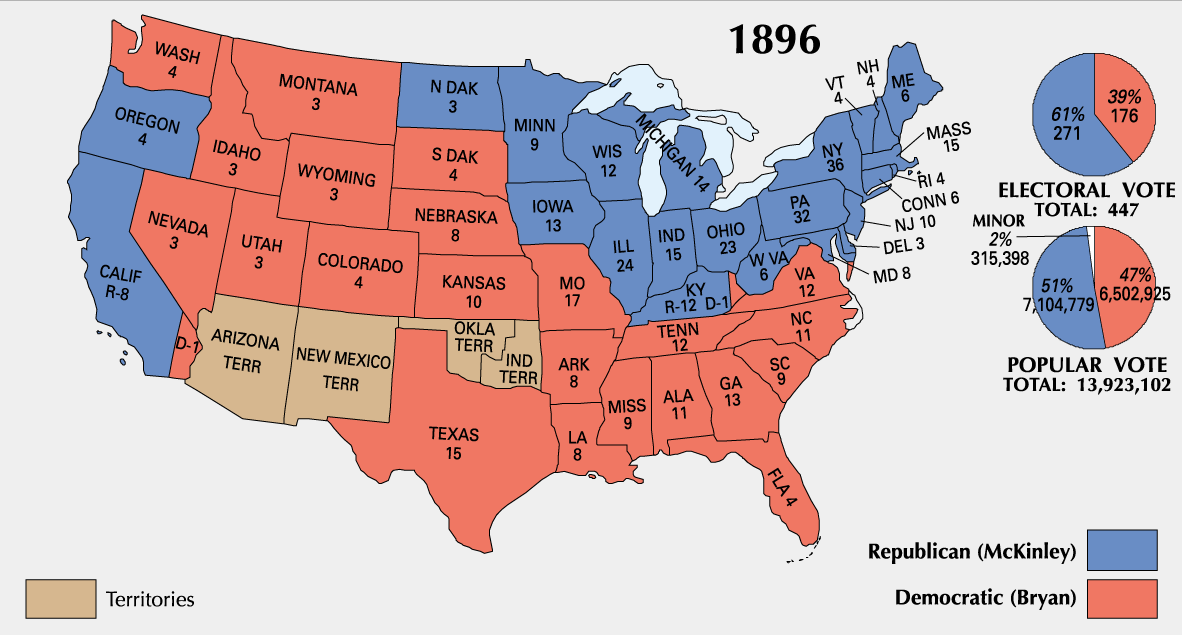 1896
WASH
4
OREGON
4
CALIF
R-8
D-1
NEVADA
3
IDAHO
3
MONTANA
3
WYOMING
3
UTAH
3
COLORADO
4
ARIZONA
TERR
NEW MEXICO
TERR
N DAK
3
S DAK
4
NEBRASKA
8
KANSAS
10
OKLA
TERR
IND
TERR
TEXAS
15
MINN
9
IOWA
13
MO
17
ARK
8
LA
8
WIS
12
ILL
24
MICHIGAN 14
IND
15
OHIO
23
KY
R-12 D-1
TENN
12
MISS
9
ALA
11
GA
13
FLA 4
SC
9
NC
11
VA
12
W VA
6
PA
32
NY
36
VT
4
NH
4
ME
6
MASS
15
RI 4
CONN 6
NJ 10
DEL 3
MD 8
61%
271
39%
176
ELECTORAL VOTE
TOTAL: 447
MINOR
2%
315,398
51%
7,104,779
47%
6,502,925
POPULAR VOTE
TOTAL: 13,923,102
Republican (McKinley)
Democratic (Bryan)
Territories